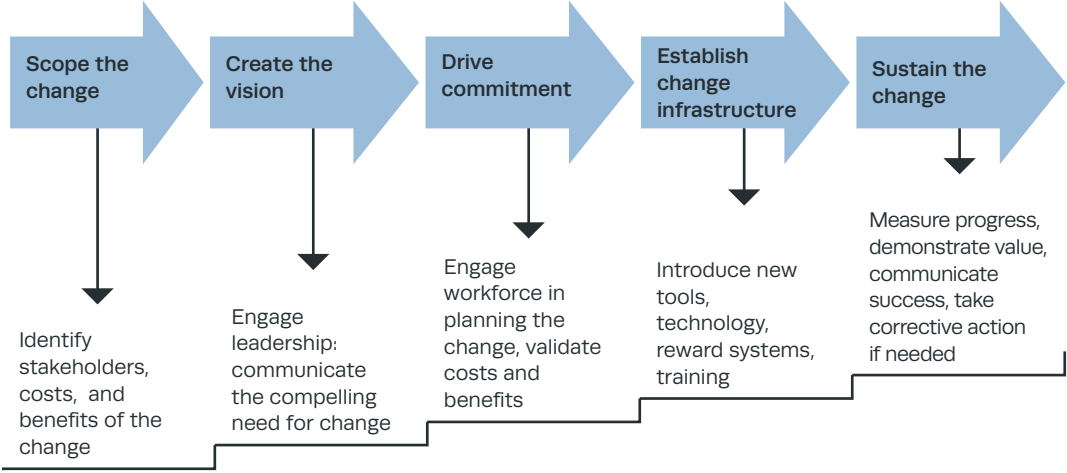 Scope the
change
Create the
vision
Drive
commitment
Establish
change
infrastructure
Sustain the
change
Identify
stakeholders,
costs,  and
benefits of the
change
Engage
leadership:
communicate
the compelling
need for change
Engage
workforce in
planning the
change, validate
costs and
benefits
Introduce new
tools,
technology,
reward systems,
training
Measure progress,
demonstrate value,
communicate
success, take
corrective action
if needed